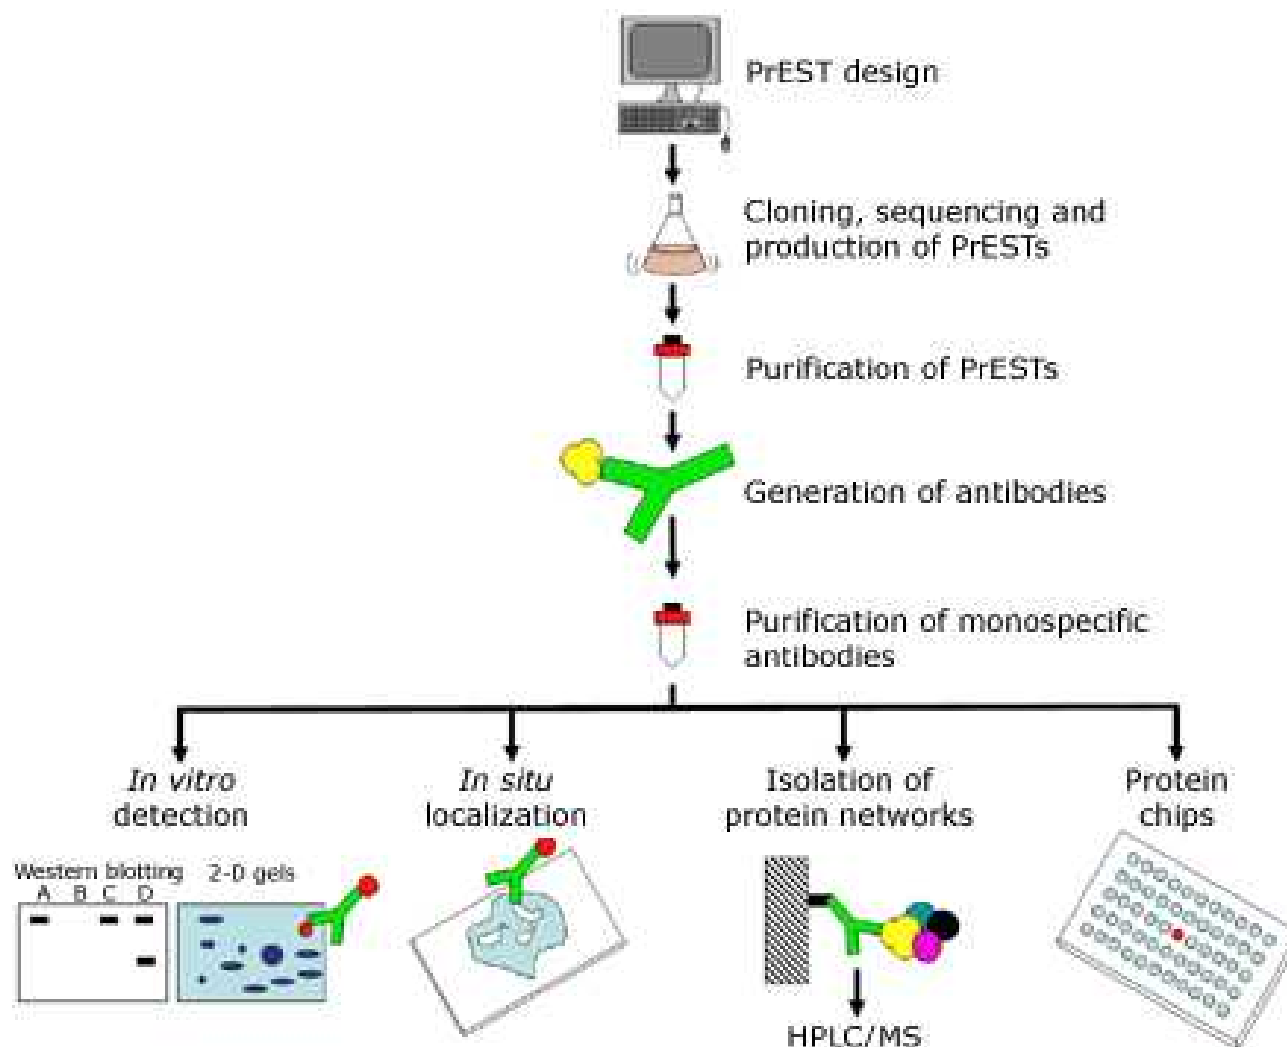 PrEST design
Cloning, sequencing and
production of PrESTs
Purification of PrESTs
Generation of antibodies
Purification of monospecific
antibodies
In vitro
detection
In situ
localization
Isolation of
protein networks
Protein
chips
Western blotting
A B C D
2-D gels
HPLC/MS